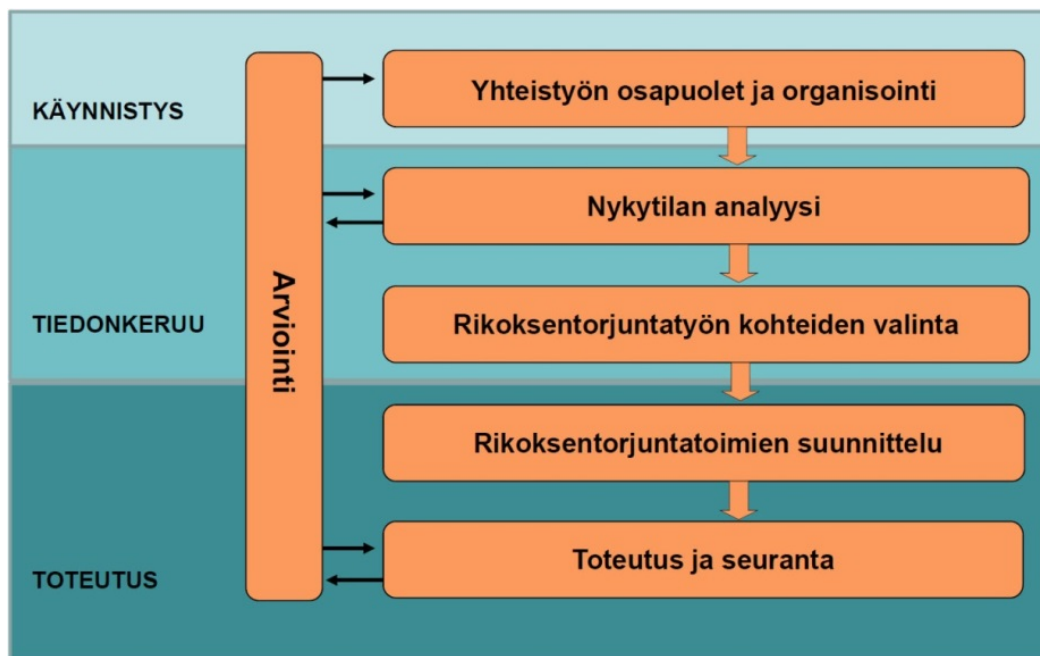 KÄYNNISTYS
Yhteistyön osapuolet ja organisointi
Nykytilan analyysi
Arviointi
TIEDONKERUU
Rikoksentorjuntatyön kohteiden valinta
Rikoksentorjuntatoimien suunnittelu
TOTEUTUS
Toteutus ja seuranta